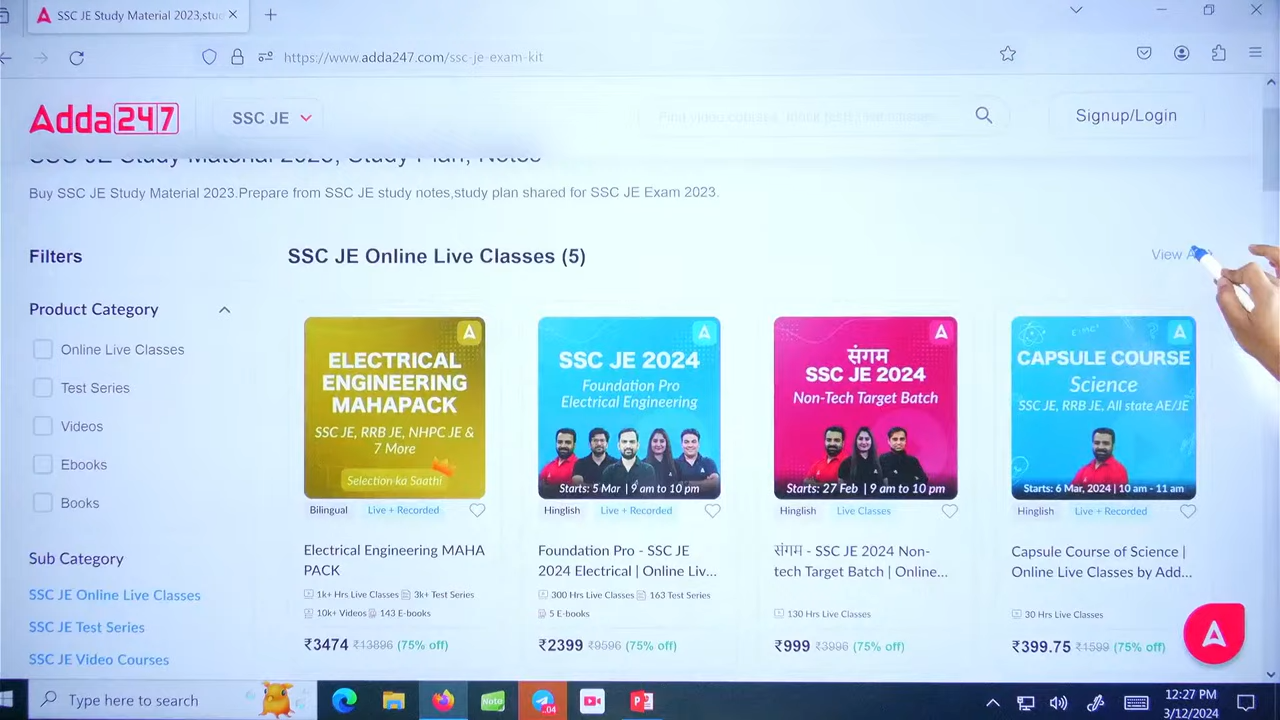 SSC JE Study Material 2023,stuc
https://www.adda247.com/ssc-je-exam-kit
Adda247
SSC JE
Signup/Login
SSC JE Study Material 2023, Study Plan, Notes
Buy SSC JE Study Material 2023.Prepare from SSC JE study notes,study plan shared for SSC JE Exam 2023.
Filters
SSC JE Online Live Classes (5)
View
Product Category
Online Live Classes
Test Series
Videos
Ebooks
Books
Sub Category
SSC JE Online Live Classes
SSC JE Test Series
SSC JE Video Courses
ELECTRICAL
ENGINEERING
MAHAPACK
SSC JE, RRB JE, NHPC JE &
7 More
Selection ka Saathi
Bilingual Live + Recorded
Electrical Engineering MAHA
PACK
1k+ Hrs Live Classes 3k+ Test Series
10k+ Videos 143 E-books
₹3474 ₹13896 (75% off)
SSC JE 2024
Foundation Pro
Electrical Engineering
Starts: 5 Mar | 9 am to 10 pm
Hinglish Live + Recorded
Foundation Pro - SSC JE
2024 Electrical | Online Liv...
300 Hrs Live Classes 163 Test Series
5 E-books
₹2399 ₹9596 (75% off)
संगम
SSC JE 2024
Non-Tech Target Batch
Starts: 27 Feb | 9 am to 10 pm
Hinglish Live Classes
संगम - SSC JE 2024 Non-
tech Target Batch | Online...
130 Hrs Live Classes
₹999 ₹3996 (75% off)
CAPSULE COURSE
Science
SSC JE, RRB JE, All state AE/JE
Starts: 6 Mar, 2024 | 10 am - 11 am
Hinglish Live + Recorded
Capsule Course of Science |
Online Live Classes by Add...
30 Hrs Live Classes
₹399.75 ₹1599 (75% off)
Type here to search
Note
.04
12:27 PM
3/12/2024